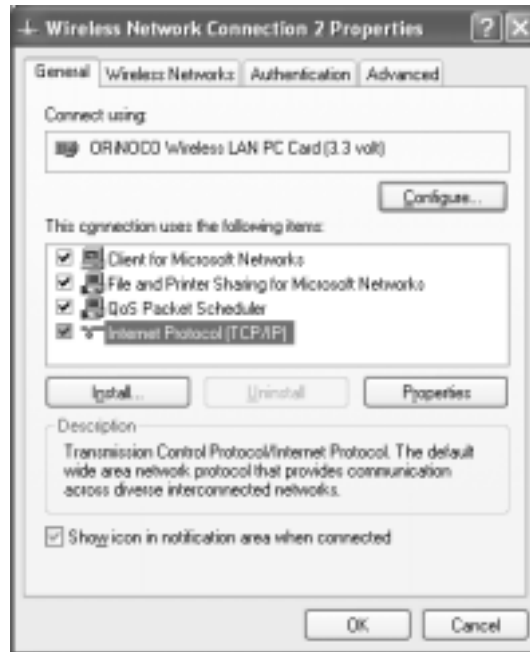 Wireless Network Connection 2 Properties
General Wireless Networks Authentication Advanced
Connect using:
ORiNOCO Wireless LAN PC Card (3.3 volt)
Configure...
This connection uses the following items:
Client for Microsoft Networks
File and Printer Sharing for Microsoft Networks
QoS Packet Scheduler
Internet Protocol (TCP/IP)
Install... Uninstall Properties
Description
Transmission Control Protocol/Internet Protocol. The default
wide area network protocol that provides communication
across diverse interconnected networks.
Show icon in notification area when connected
OK Cancel